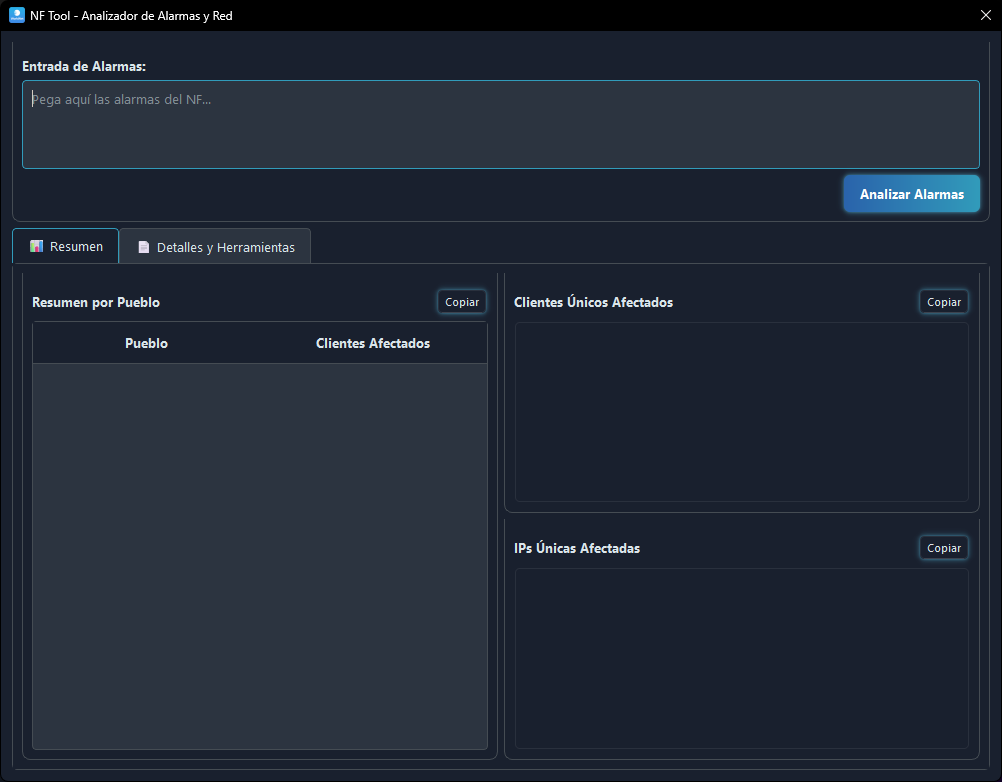 NF Tool - Analizador de Alarmas y Red
Entrada de Alarmas:
Pega aquí las alarmas del NF...
Analizar Alarmas
Resumen
Detalles y Herramientas
Resumen por Pueblo
Copiar
Pueblo
Clientes Afectados
Clientes Únicos Afectados
Copiar
IPs Únicas Afectadas
Copiar